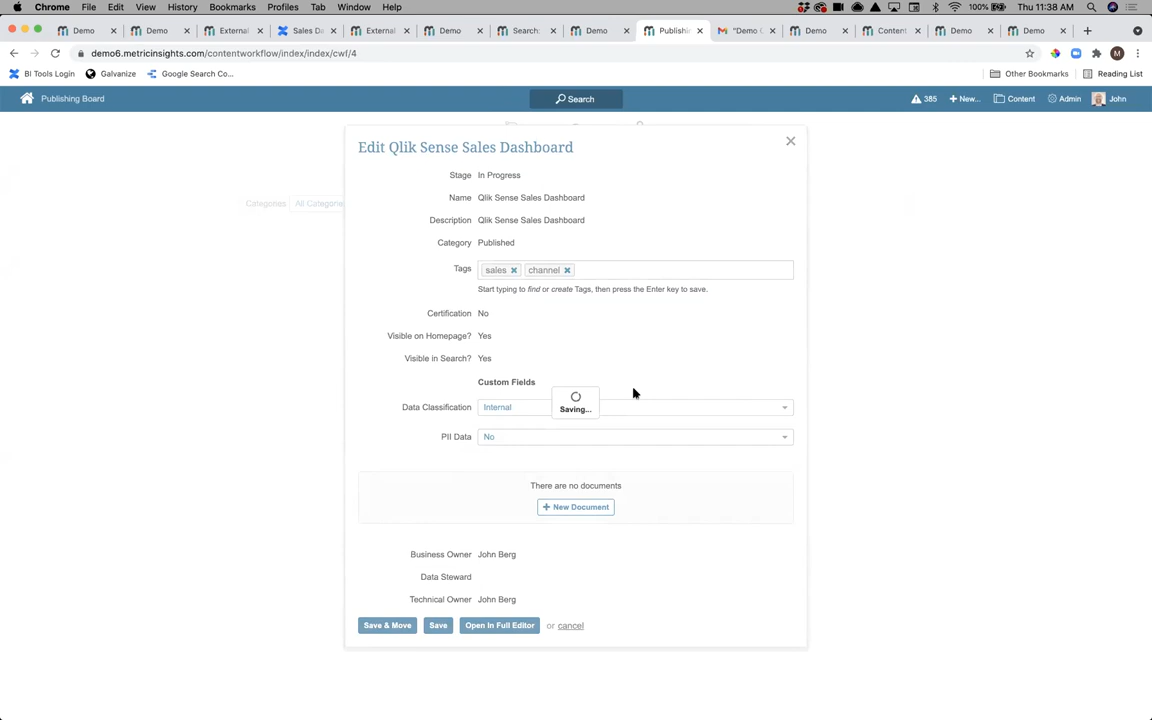 Chrome File Edit View History Bookmarks Profiles Tab Window Help 100% Thu 11:38 AM
Demo Demo External Sales Da External Demo Search: Demo Publishin "Demo C Demo Content Demo Demo
demo6.metricinsights.com/contentworkflow/index/index/cwf/4
BI Tools Login Galvanize Google Search Co... Other Bookmarks Reading List
Publishing Board Search 385 + New... Content Admin John
Edit Qlik Sense Sales Dashboard
Stage In Progress
Name Qlik Sense Sales Dashboard
Categories All Categorie
Description Qlik Sense Sales Dashboard
Category Published
Tags sales channel
Start typing to find or create Tags, then press the Enter key to save.
Certification No
Visible on Homepage? Yes
Visible in Search? Yes
Custom Fields
Data Classification Internal
Saving...
PII Data No
There are no documents
+ New Document
Business Owner John Berg
Data Steward
Technical Owner John Berg
Save & Move Save Open In Full Editor or cancel